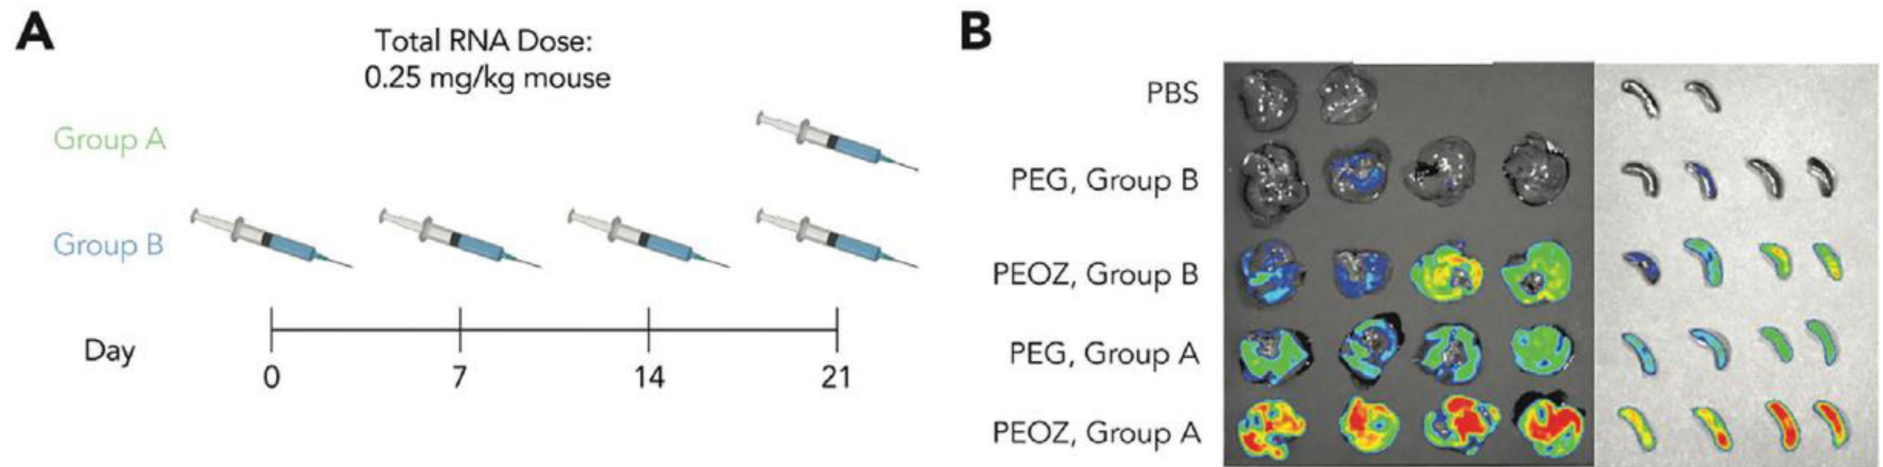 A
Total RNA Dose:
0.25 mg/kg mouse
Group A
Group B
Day
0 7 14 21
B
PBS
PEG, Group B
PEOZ, Group B
PEG, Group A
PEOZ, Group A